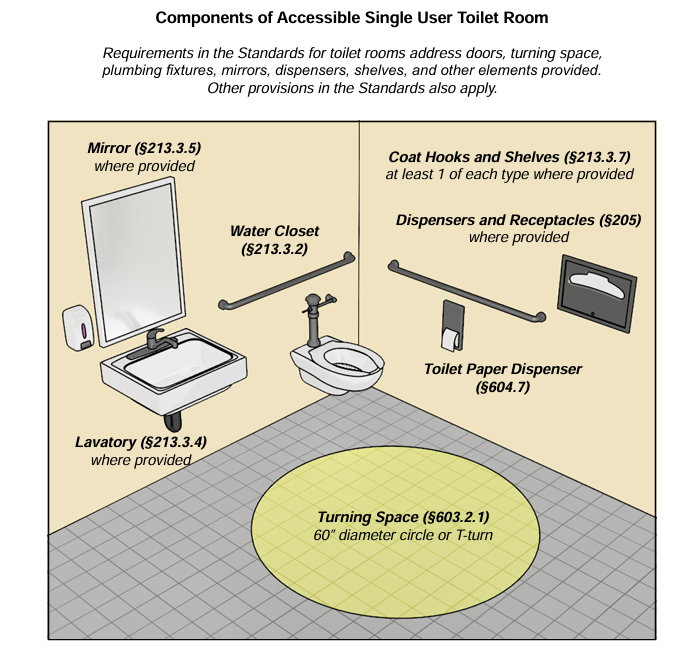 Components of Accessible Single User Toilet Room
Requirements in the Standards for toilet rooms address doors, turning space,
plumbing fixtures, mirrors, dispensers, shelves, and other elements provided.
Other provisions in the Standards also apply.
Mirror (§213.3.5)
where provided
Coat Hooks and Shelves (§213.3.7)
at least 1 of each type where provided
Water Closet
(§213.3.2)
Dispensers and Receptacles (§205)
where provided
Toilet Paper Dispenser
(§604.7)
Lavatory (§213.3.4)
where provided
Turning Space (§603.2.1)
60” diameter circle or T-turn